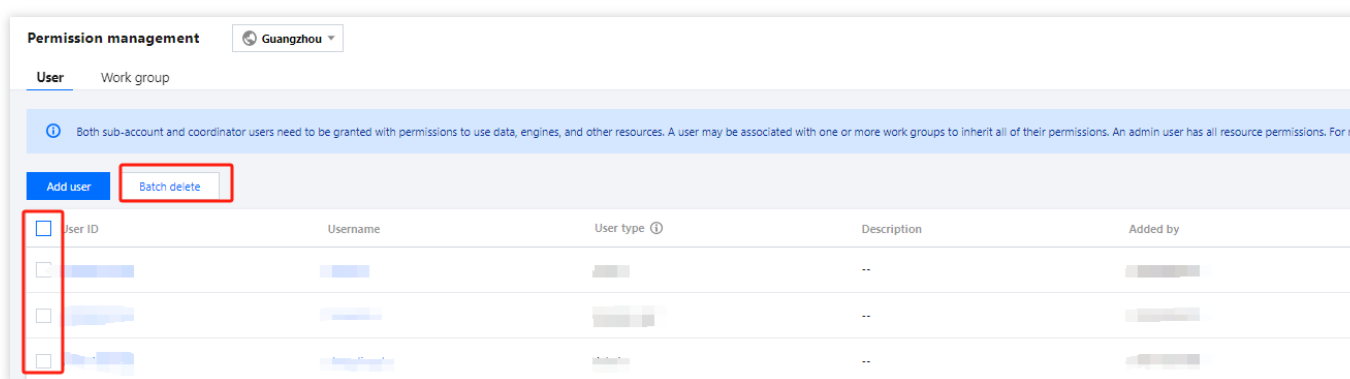 Permission management Guangzhou
User Work group
Both sub-account and coordinator users need to be granted with permissions to use data, engines, and other resources. A user may be associated with one or more work groups to inherit all of their permissions. An admin user has all resource permissions. For
Add user Batch delete
User ID Username User type Description Added by
--
--
--